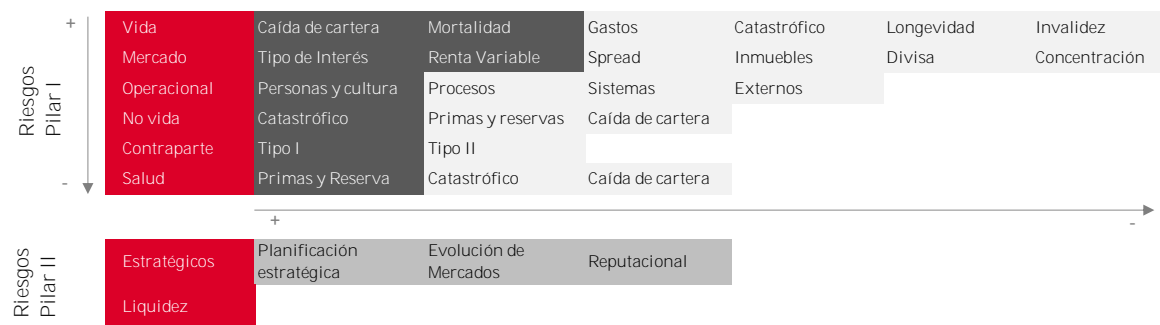 +
Riesgos
Pilar I
-
Vida Caída de cartera Mortalidad Gastos Catastrófico Longevidad Invalidez
Mercado Tipo de Interés Renta Variable Spread Inmuebles Divisa Concentración
Operacional Personas y cultura Procesos Sistemas Externos
No vida Catastrófico Primas y reservas Caída de cartera
Contraparte Tipo I Tipo II
Salud Primas y Reserva Catastrófico Caída de cartera
+ -
Riesgos
Pilar II
Estratégicos Planificación estratégica Evolución de Mercados Reputacional
Liquidez